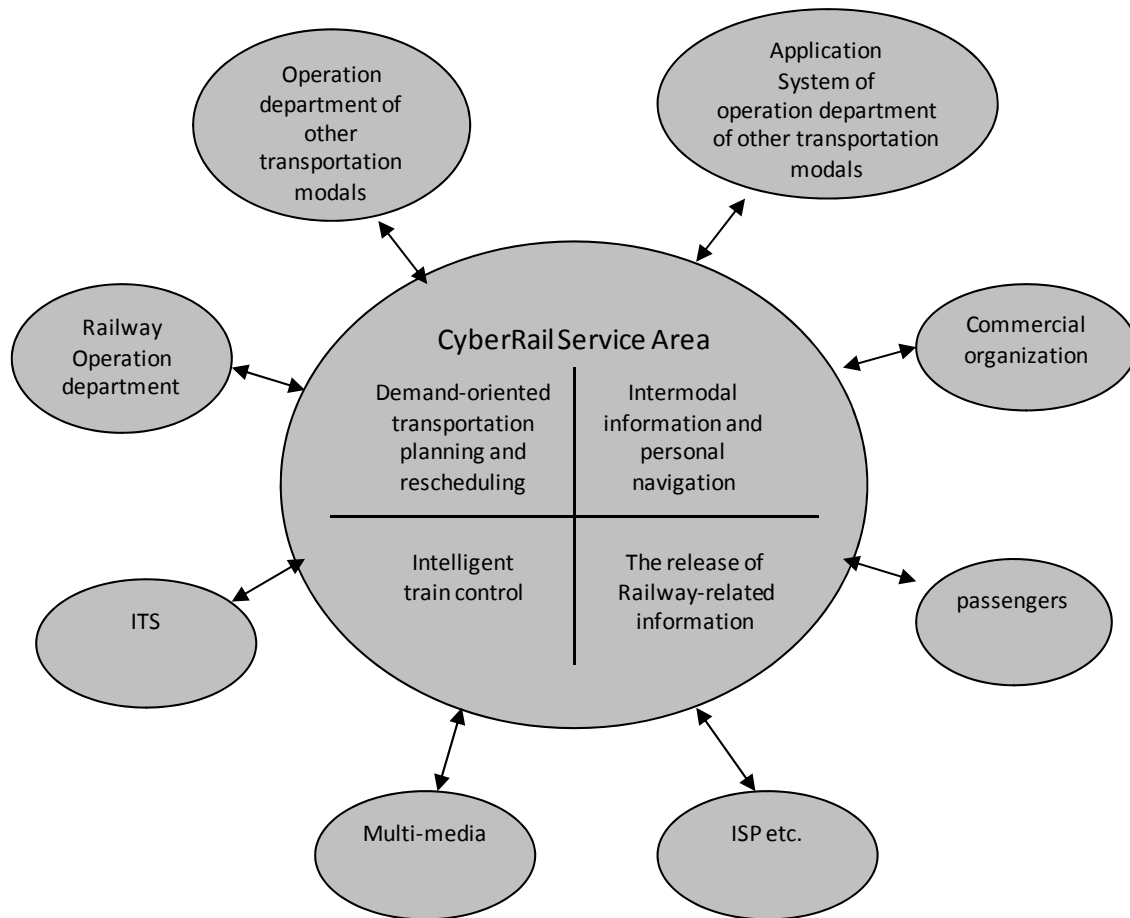 Operation
department of
other
transportation
modals
Application
System of
operation department
of other transportation
modals
Railway
Operation
department
Commercial
organization
CyberRail Service Area
Demand-oriented
transportation
planning and
rescheduling
Intermodal
information and
personal
navigation
Intelligent
train control
The release of
Railway-related
information
ITS
passengers
Multi-media
ISP etc.